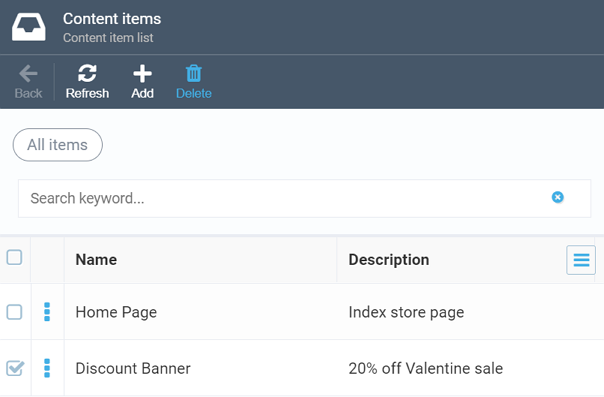 Content items
Content item list
Back Refresh Add Delete
All items
Search keyword...
Name Description
Home Page Index store page
Discount Banner 20% off Valentine sale